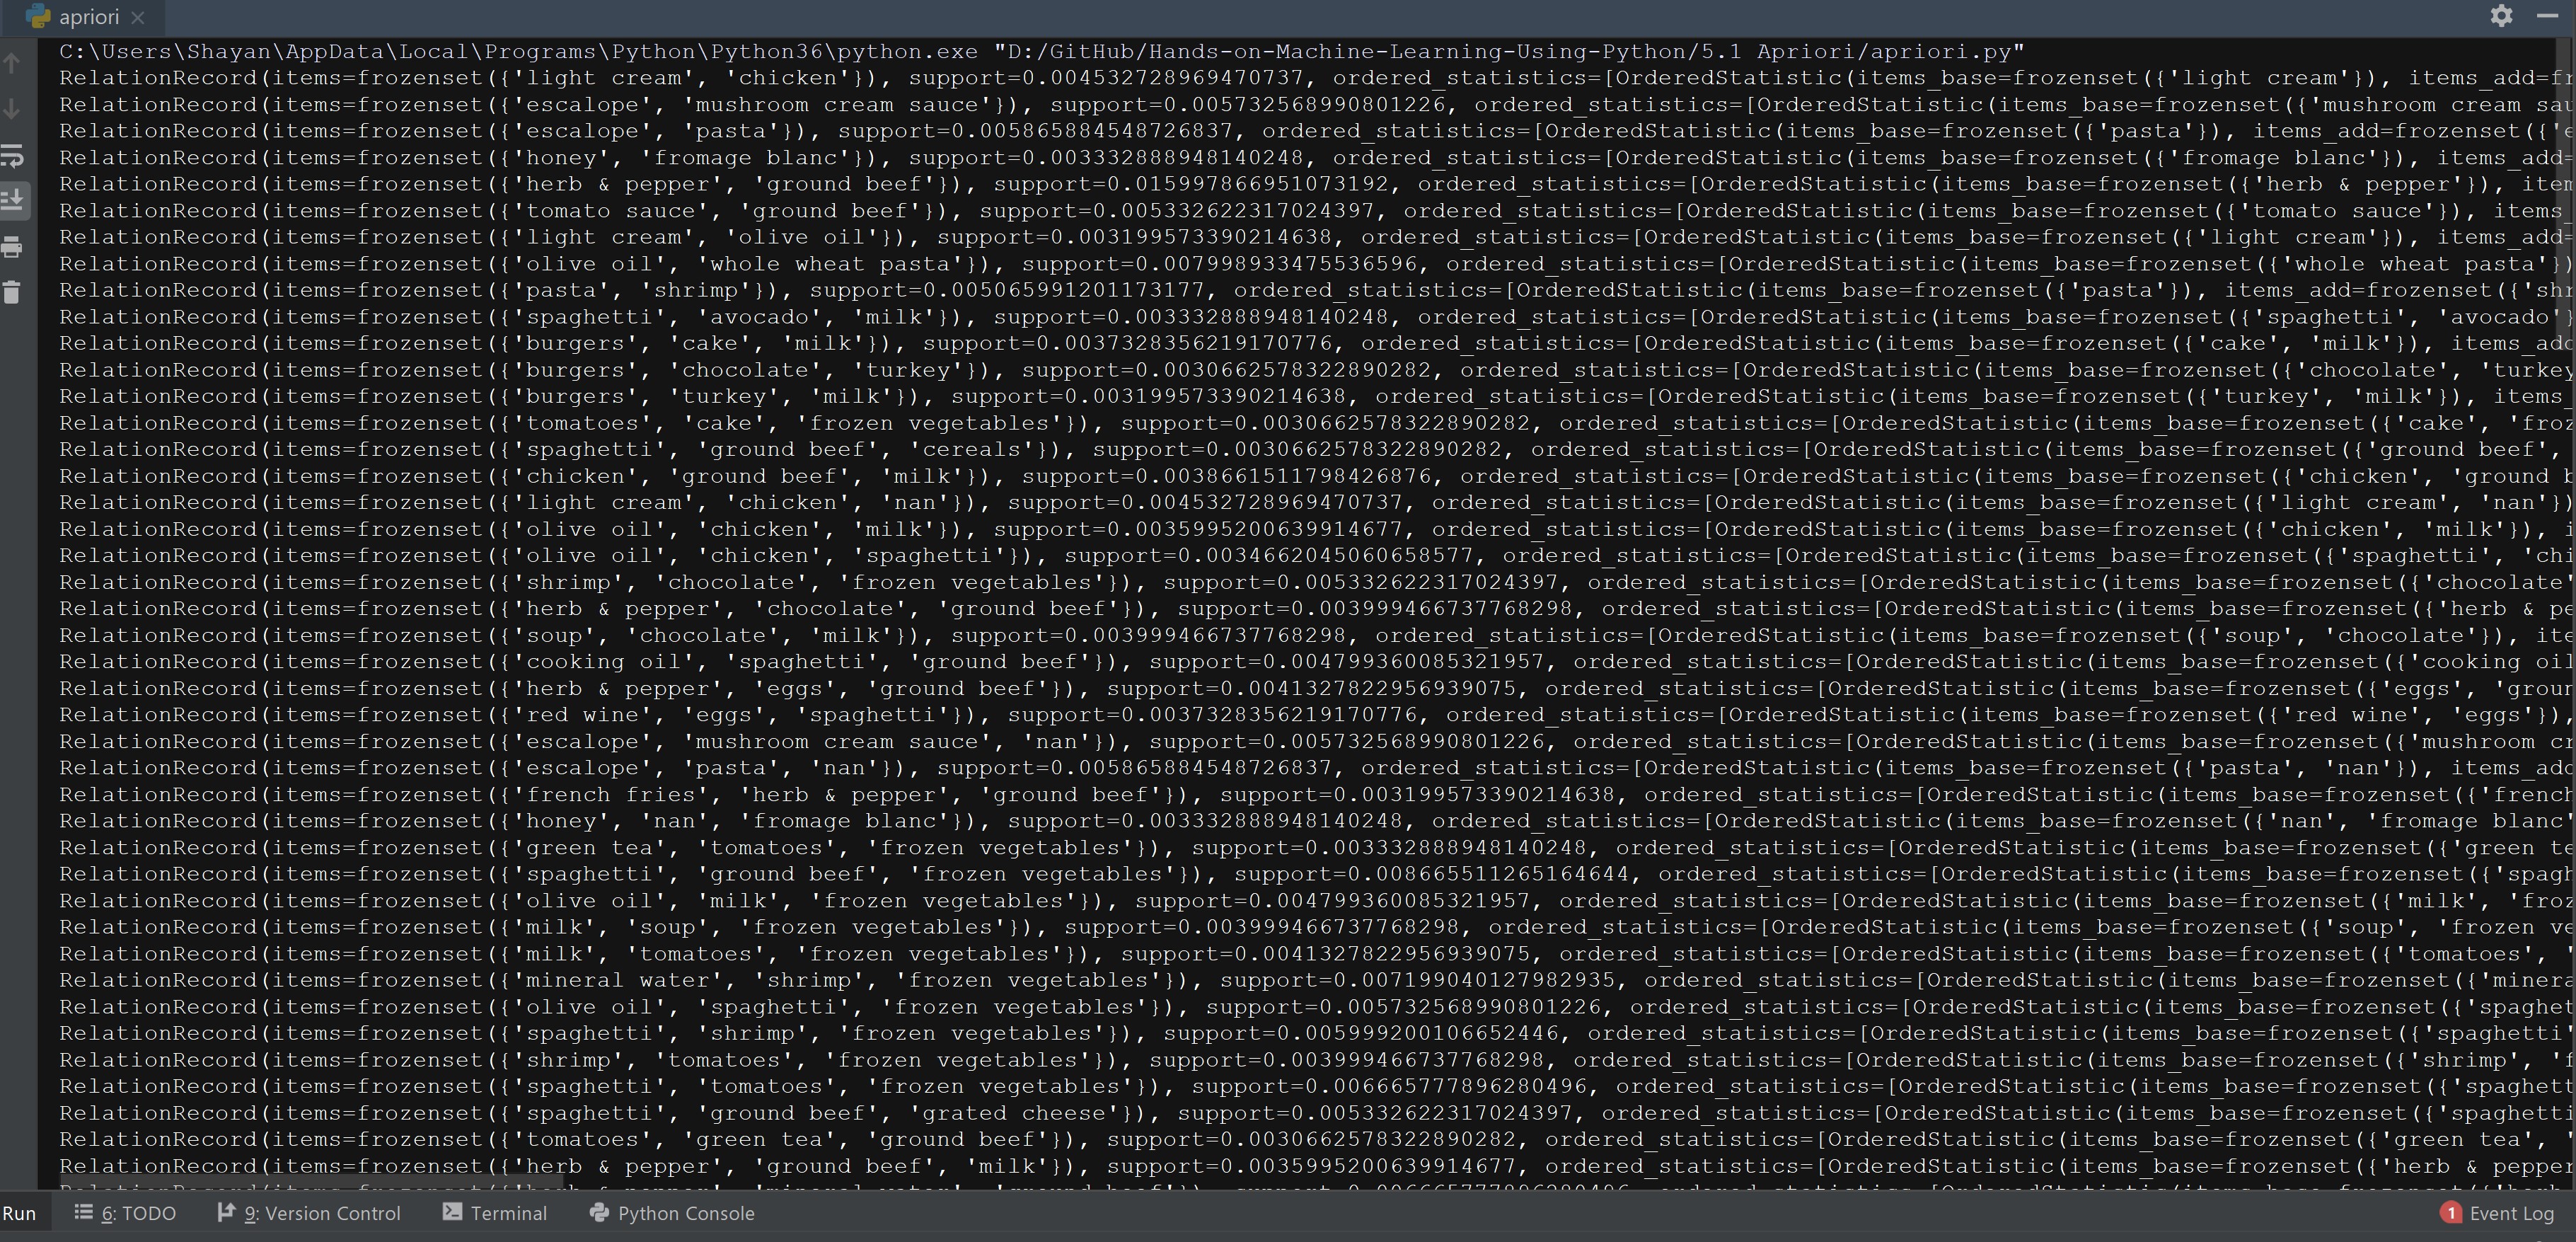 apriori
C:\Users\Shayan\AppData\Local\Programs\Python\Python36\python.exe "D:/GitHub/Hands-on-Machine-Learning-Using-Python/5.1 Apriori/apriori.py"
RelationRecord(items=frozenset({'light cream', 'chicken'}), support=0.004532728969470737, ordered_statistics=[OrderedStatistic(items_base=frozenset({'light cream'}), items_add=fr
RelationRecord(items=frozenset({'escalope', 'mushroom cream sauce'}), support=0.005732568990801226, ordered_statistics=[OrderedStatistic(items_base=frozenset({'mushroom cream sau
RelationRecord(items=frozenset({'escalope', 'pasta'}), support=0.005865884548726837, ordered_statistics=[OrderedStatistic(items_base=frozenset({'pasta'}), items_add=frozenset({'e
RelationRecord(items=frozenset({'honey', 'fromage blanc'}), support=0.003332888948140248, ordered_statistics=[OrderedStatistic(items_base=frozenset({'fromage blanc'}), items_add=
RelationRecord(items=frozenset({'herb & pepper', 'ground beef'}), support=0.015997866951073192, ordered_statistics=[OrderedStatistic(items_base=frozenset({'herb & pepper'}), item
RelationRecord(items=frozenset({'tomato sauce', 'ground beef'}), support=0.005332622317024397, ordered_statistics=[OrderedStatistic(items_base=frozenset({'tomato sauce'}), items_
RelationRecord(items=frozenset({'light cream', 'olive oil'}), support=0.003199573390214638, ordered_statistics=[OrderedStatistic(items_base=frozenset({'light cream'}), items_add=
RelationRecord(items=frozenset({'olive oil', 'whole wheat pasta'}), support=0.007998933475536596, ordered_statistics=[OrderedStatistic(items_base=frozenset({'whole wheat pasta'})
RelationRecord(items=frozenset({'pasta', 'shrimp'}), support=0.005065991201173177, ordered_statistics=[OrderedStatistic(items_base=frozenset({'pasta'}), items_add=frozenset({'shr
RelationRecord(items=frozenset({'spaghetti', 'avocado', 'milk'}), support=0.003332888948140248, ordered_statistics=[OrderedStatistic(items_base=frozenset({'spaghetti', 'avocado'}
RelationRecord(items=frozenset({'burgers', 'cake', 'milk'}), support=0.0037328356219170776, ordered_statistics=[OrderedStatistic(items_base=frozenset({'cake', 'milk'}), items_add
RelationRecord(items=frozenset({'burgers', 'chocolate', 'turkey'}), support=0.0030662578322890282, ordered_statistics=[OrderedStatistic(items_base=frozenset({'chocolate', 'turkey
RelationRecord(items=frozenset({'burgers', 'turkey', 'milk'}), support=0.003199573390214638, ordered_statistics=[OrderedStatistic(items_base=frozenset({'turkey', 'milk'}), items_
RelationRecord(items=frozenset({'tomatoes', 'cake', 'frozen vegetables'}), support=0.0030662578322890282, ordered_statistics=[OrderedStatistic(items_base=frozenset({'cake', 'froz
RelationRecord(items=frozenset({'spaghetti', 'ground beef', 'cereals'}), support=0.0030662578322890282, ordered_statistics=[OrderedStatistic(items_base=frozenset({'ground beef',
RelationRecord(items=frozenset({'chicken', 'ground beef', 'milk'}), support=0.0038661511798426876, ordered_statistics=[OrderedStatistic(items_base=frozenset({'chicken', 'ground b
RelationRecord(items=frozenset({'light cream', 'chicken', 'nan'}), support=0.004532728969470737, ordered_statistics=[OrderedStatistic(items_base=frozenset({'light cream', 'nan'})
RelationRecord(items=frozenset({'olive oil', 'chicken', 'milk'}), support=0.0035995200639914677, ordered_statistics=[OrderedStatistic(items_base=frozenset({'chicken', 'milk'}), i
RelationRecord(items=frozenset({'olive oil', 'chicken', 'spaghetti'}), support=0.0034662045060658577, ordered_statistics=[OrderedStatistic(items_base=frozenset({'spaghetti', 'chi
RelationRecord(items=frozenset({'shrimp', 'chocolate', 'frozen vegetables'}), support=0.005332622317024397, ordered_statistics=[OrderedStatistic(items_base=frozenset({'chocolate'
RelationRecord(items=frozenset({'herb & pepper', 'chocolate', 'ground beef'}), support=0.003999466737768298, ordered_statistics=[OrderedStatistic(items_base=frozenset({'herb & pe
RelationRecord(items=frozenset({'soup', 'chocolate', 'milk'}), support=0.003999466737768298, ordered_statistics=[OrderedStatistic(items_base=frozenset({'soup', 'chocolate'}), ite
RelationRecord(items=frozenset({'cooking oil', 'spaghetti', 'ground beef'}), support=0.004799360085321957, ordered_statistics=[OrderedStatistic(items_base=frozenset({'cooking oil
RelationRecord(items=frozenset({'herb & pepper', 'eggs', 'ground beef'}), support=0.0041327822956939075, ordered_statistics=[OrderedStatistic(items_base=frozenset({'eggs', 'groun
RelationRecord(items=frozenset({'red wine', 'eggs', 'spaghetti'}), support=0.0037328356219170776, ordered_statistics=[OrderedStatistic(items_base=frozenset({'red wine', 'eggs'}),
RelationRecord(items=frozenset({'escalope', 'mushroom cream sauce', 'nan'}), support=0.005732568990801226, ordered_statistics=[OrderedStatistic(items_base=frozenset({'mushroom cr
RelationRecord(items=frozenset({'escalope', 'pasta', 'nan'}), support=0.005865884548726837, ordered_statistics=[OrderedStatistic(items_base=frozenset({'pasta', 'nan'}), items_add
RelationRecord(items=frozenset({'french fries', 'herb & pepper', 'ground beef'}), support=0.003199573390214638, ordered_statistics=[OrderedStatistic(items_base=frozenset({'french
RelationRecord(items=frozenset({'honey', 'nan', 'fromage blanc'}), support=0.003332888948140248, ordered_statistics=[OrderedStatistic(items_base=frozenset({'nan', 'fromage blanc'
RelationRecord(items=frozenset({'green tea', 'tomatoes', 'frozen vegetables'}), support=0.003332888948140248, ordered_statistics=[OrderedStatistic(items_base=frozenset({'green te
RelationRecord(items=frozenset({'spaghetti', 'ground beef', 'frozen vegetables'}), support=0.008665511265164644, ordered_statistics=[OrderedStatistic(items_base=frozenset({'spagh
RelationRecord(items=frozenset({'olive oil', 'milk', 'frozen vegetables'}), support=0.004799360085321957, ordered_statistics=[OrderedStatistic(items_base=frozenset({'milk', 'froz
RelationRecord(items=frozenset({'milk', 'soup', 'frozen vegetables'}), support=0.003999466737768298, ordered_statistics=[OrderedStatistic(items_base=frozenset({'soup', 'frozen ve
RelationRecord(items=frozenset({'milk', 'tomatoes', 'frozen vegetables'}), support=0.0041327822956939075, ordered_statistics=[OrderedStatistic(items_base=frozenset({'tomatoes', '
RelationRecord(items=frozenset({'mineral water', 'shrimp', 'frozen vegetables'}), support=0.007199040127982935, ordered_statistics=[OrderedStatistic(items_base=frozenset({'minera
RelationRecord(items=frozenset({'olive oil', 'spaghetti', 'frozen vegetables'}), support=0.005732568990801226, ordered_statistics=[OrderedStatistic(items_base=frozenset({'spaghet
RelationRecord(items=frozenset({'spaghetti', 'shrimp', 'frozen vegetables'}), support=0.005999200106652446, ordered_statistics=[OrderedStatistic(items_base=frozenset({'spaghetti'
RelationRecord(items=frozenset({'shrimp', 'tomatoes', 'frozen vegetables'}), support=0.003999466737768298, ordered_statistics=[OrderedStatistic(items_base=frozenset({'shrimp', 'f
RelationRecord(items=frozenset({'spaghetti', 'tomatoes', 'frozen vegetables'}), support=0.006665777896280496, ordered_statistics=[OrderedStatistic(items_base=frozenset({'spaghett
RelationRecord(items=frozenset({'spaghetti', 'ground beef', 'grated cheese'}), support=0.005332622317024397, ordered_statistics=[OrderedStatistic(items_base=frozenset({'spaghetti
RelationRecord(items=frozenset({'tomatoes', 'green tea', 'ground beef'}), support=0.0030662578322890282, ordered_statistics=[OrderedStatistic(items_base=frozenset({'green tea', '
RelationRecord(items=frozenset({'herb & pepper', 'ground beef', 'milk'}), support=0.0035995200639914677, ordered_statistics=[OrderedStatistic(items_base=frozenset({'herb & pepper
Run 6: TODO 9: Version Control Terminal Python Console 1 Event Log